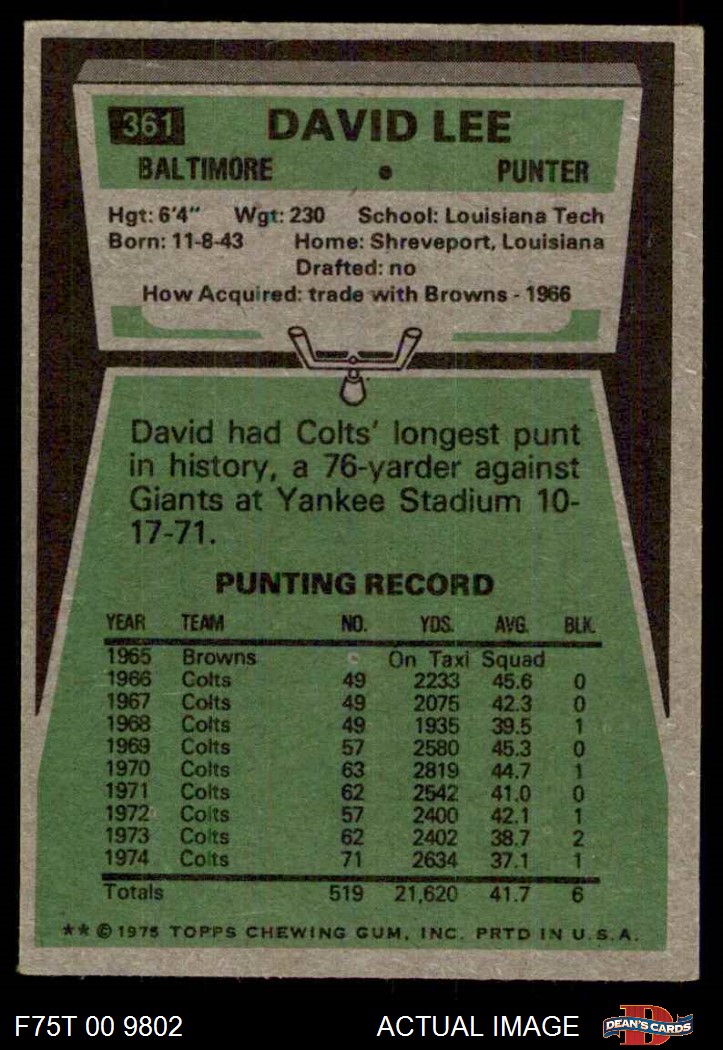 361 DAVID LEE
BALTIMORE • PUNTER
Hgt: 6'4" Wgt: 230 School: Louisiana Tech
Born: 11-8-43 Home: Shreveport, Louisiana
Drafted: no
How Acquired: trade with Browns - 1966
David had Colts' longest punt
in history, a 76-yarder against
Giants at Yankee Stadium 10-
17-71.
PUNTING RECORD
YEAR TEAM NO. YDS. AVG. BLK.
1965 Browns On Taxi Squad
1966 Colts 49 2233 45.6 0
1967 Colts 49 2075 42.3 0
1968 Colts 49 1935 39.5 1
1969 Colts 57 2580 45.3 0
1970 Colts 63 2819 44.7 1
1971 Colts 62 2542 41.0 0
1972 Colts 57 2400 42.1 1
1973 Colts 62 2402 38.7 2
1974 Colts 71 2634 37.1 1
Totals 519 21,620 41.7 6
** © 1975 TOPPS CHEWING GUM, INC. PRTD IN U.S.A.
F75T 00 9802 ACTUAL IMAGE D DEAN'S CARDS